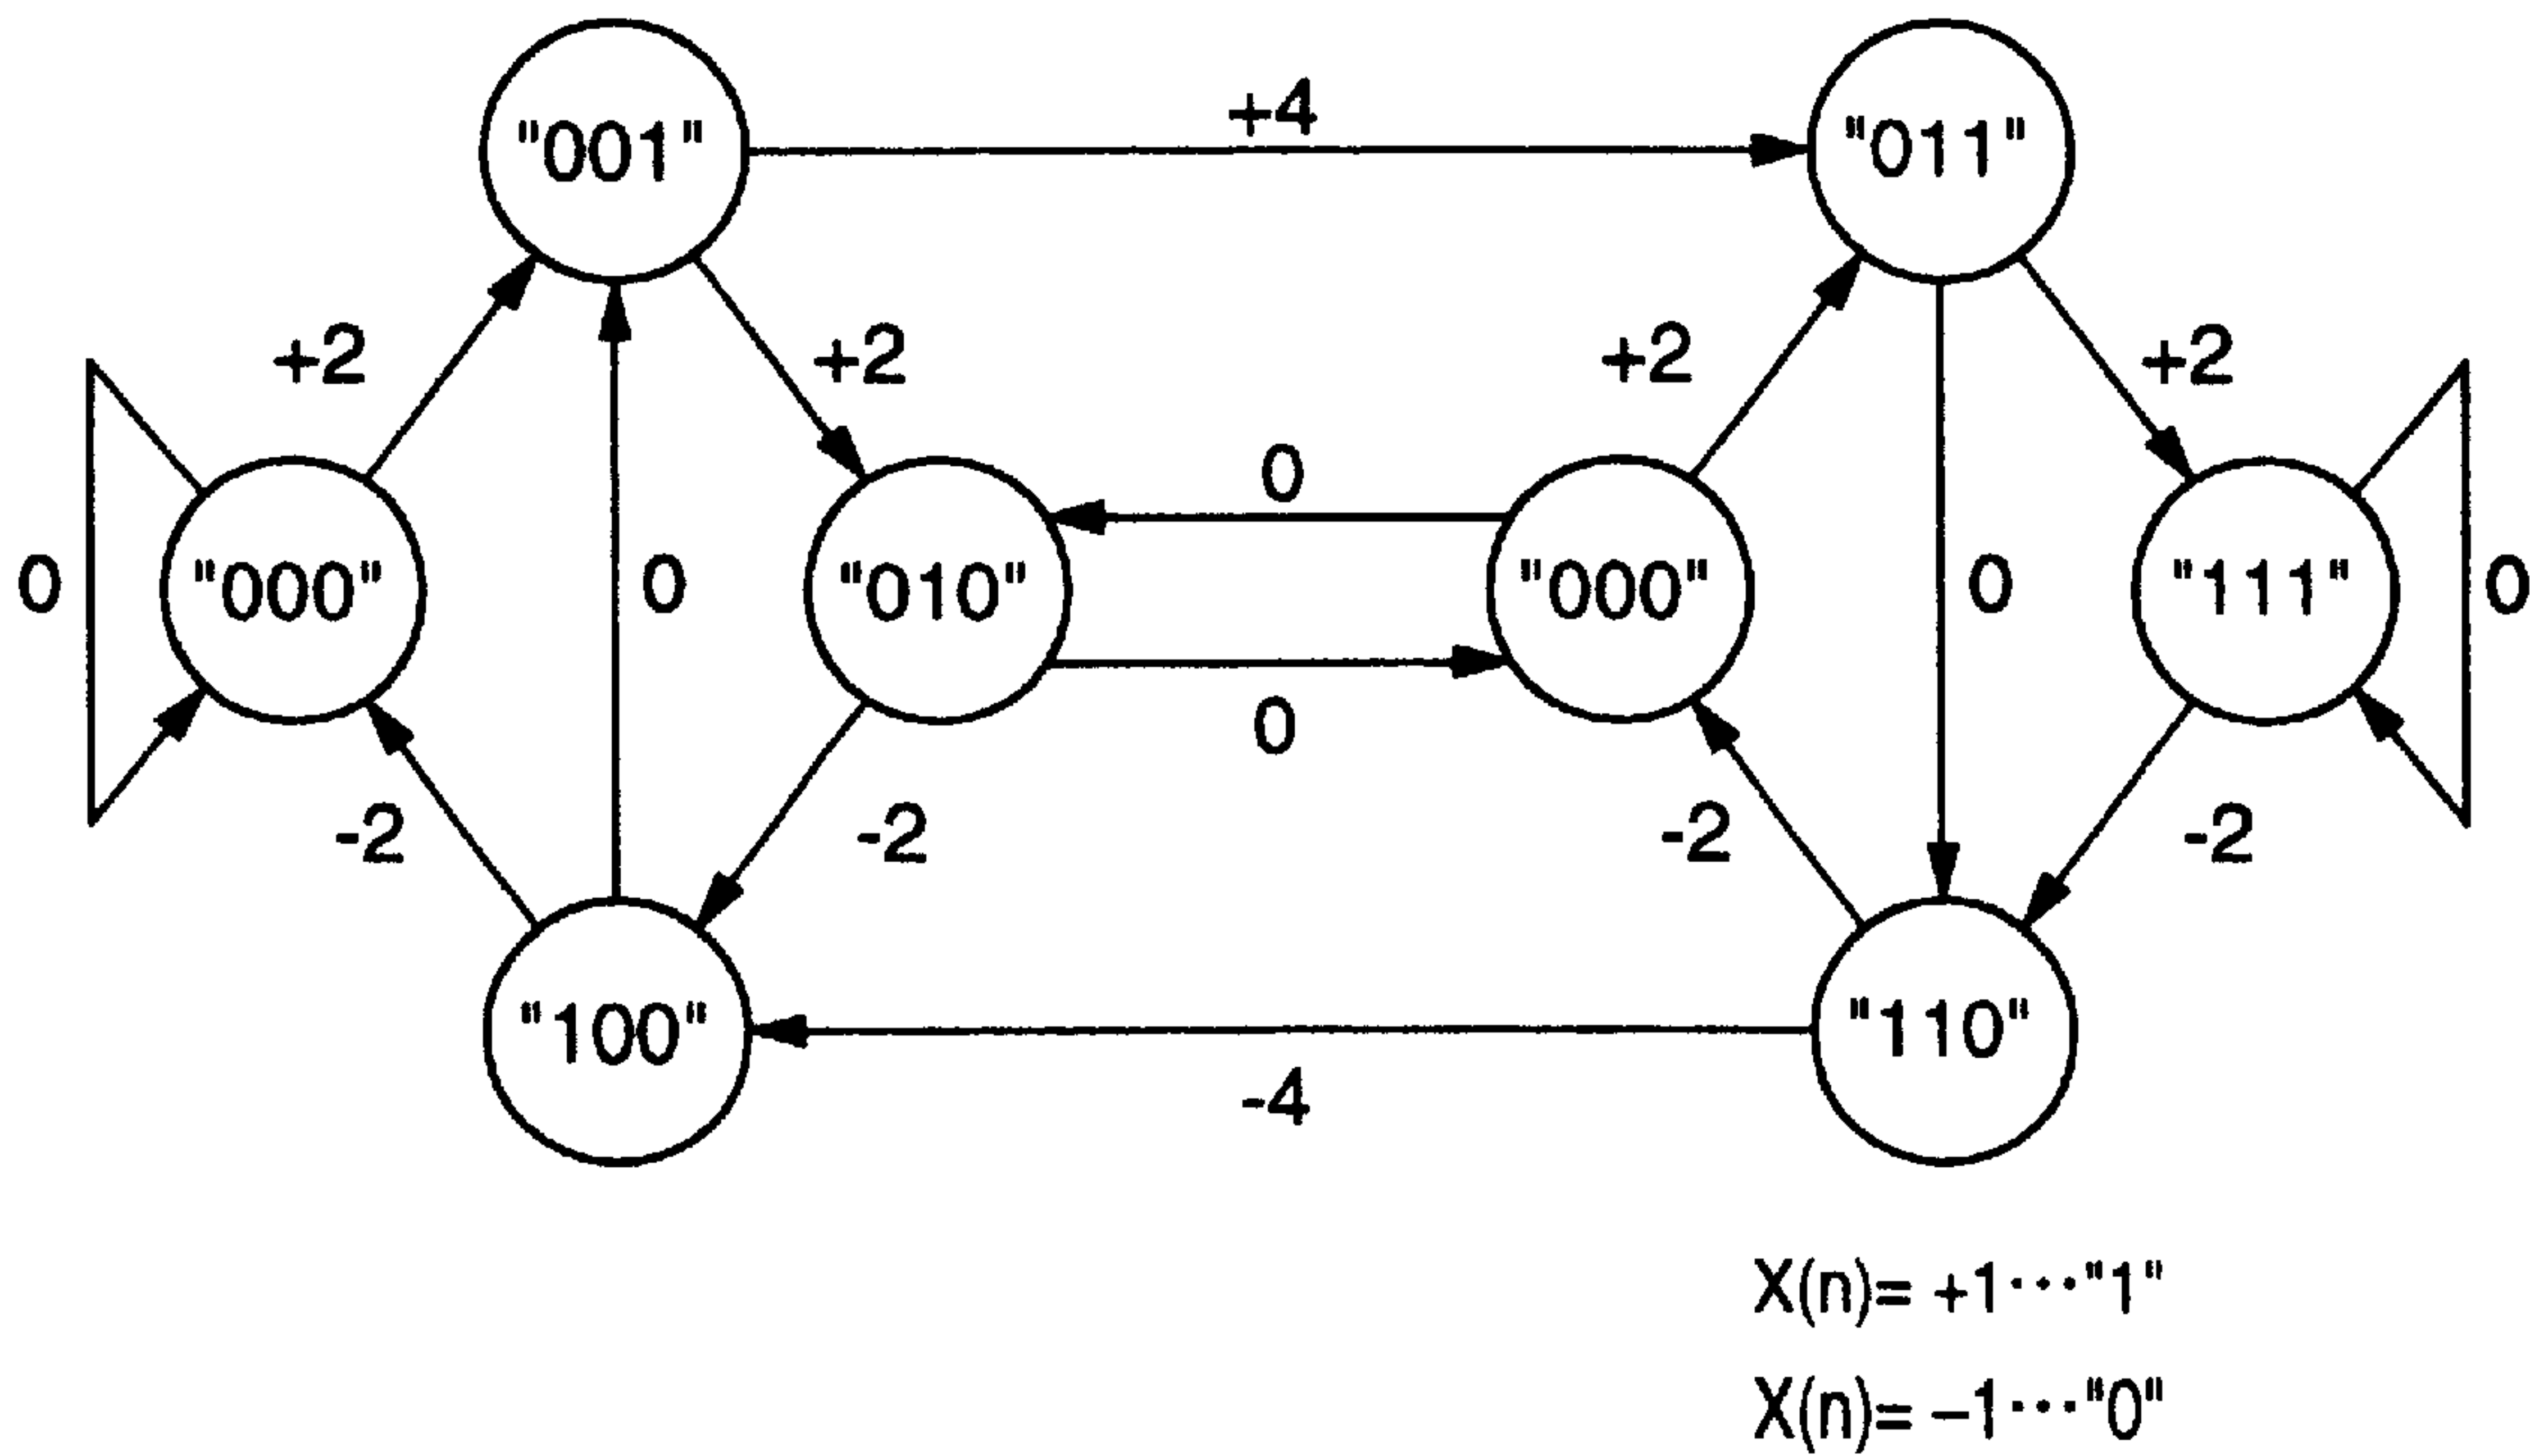 "001" +4 "011"
+2 +2 +2 +2
0
0 "000" 0 "010" "000" 0 "111" 0
0
-2 -2 -2 -2
"100" "110"
-4
X(n)= +1···"1"
X(n)= −1···"0"